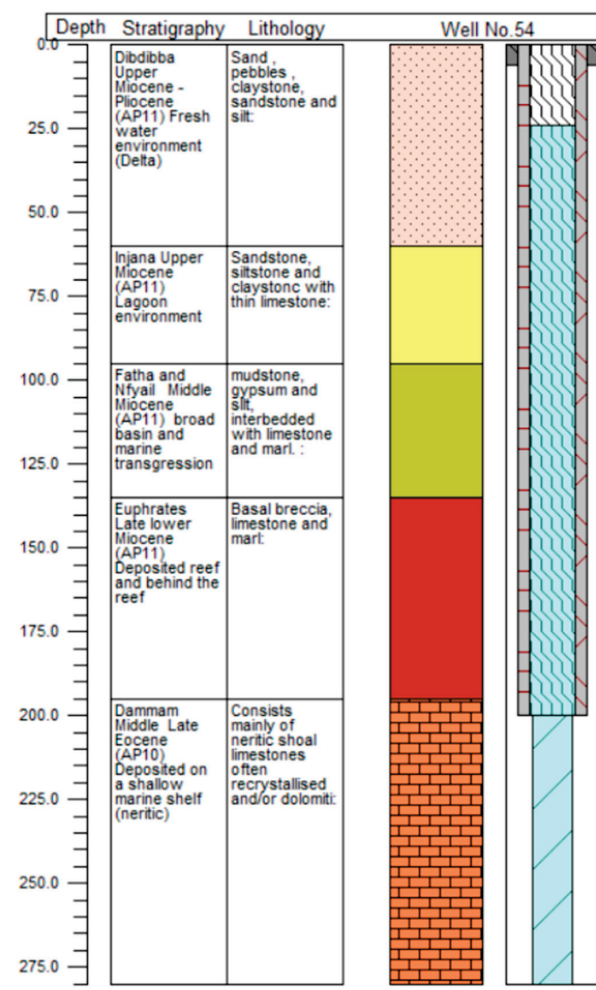 Depth Stratigraphy Lithology Well No.54
0.0
25.0
50.0
75.0
100.0
125.0
150.0
175.0
200.0
225.0
250.0
275.0
Dibdibba
Upper
Miocene -
Pliocene
(AP11) Fresh
water
environment
(Delta)
Sand ,
pebbles ,
claystone,
sandstone and
silt:
Injana Upper
Miocene
(AP11)
Lagoon
environment
Sandstone,
siltstone and
claystonc with
thin limestone:
Fatha and
Nfyail Middle
Miocene
(AP11) broad
basin and
marine
transgression
mudstone,
gypsum and
silt,
interbedded
with limestone
and marl. :
Euphrates
Late lower
Miocene
(AP11)
Deposited reef
and behind the
reef
Basal breccia,
limestone and
marl:
Dammam
Middle Late
Eocene
(AP10)
Deposited on
a shallow
marine shelf
(neritic)
Consists
mainly of
neritic shoal
limestones
often
recrystallised
and/or dolomiti: